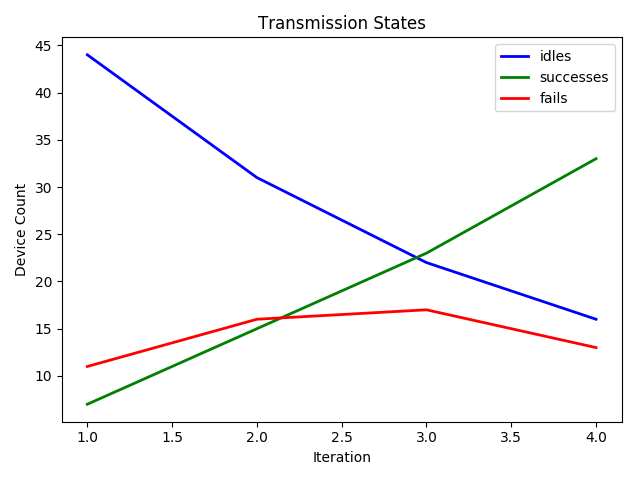 Transmission States
45
40
35
30
25
20
15
10
Device Count
idles
successes
fails
1.0 1.5 2.0 2.5 3.0 3.5 4.0
Iteration